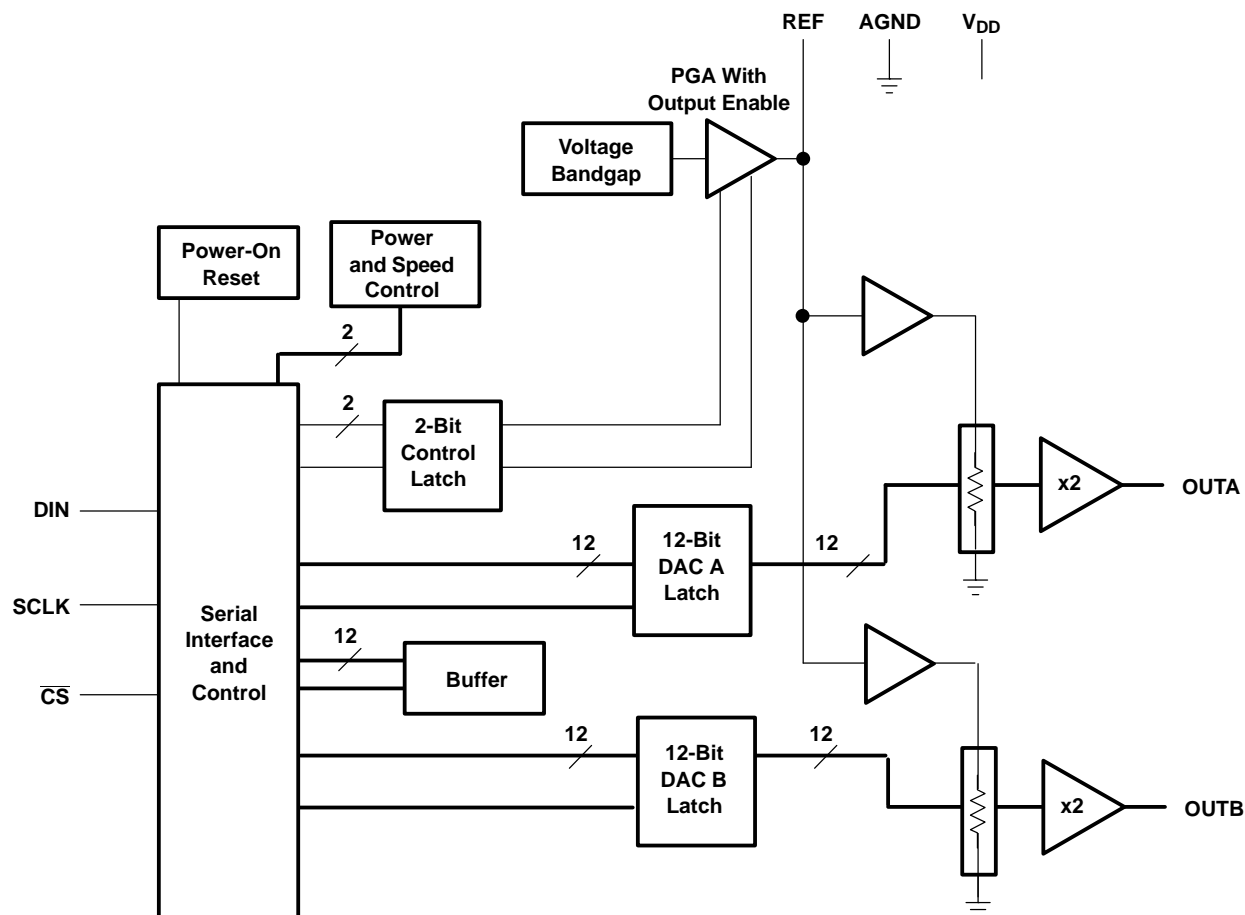 REF AGND VDD
PGA With
Output Enable
Voltage
Bandgap
Power-On
Reset
Power
and Speed
Control
2
2
2-Bit
Control
Latch
x2
OUTA
DIN
12
12-Bit
DAC A
Latch
12
SCLK
Serial
Interface
and
Control
12
Buffer
CS
12
12-Bit
DAC B
Latch
12
x2
OUTB